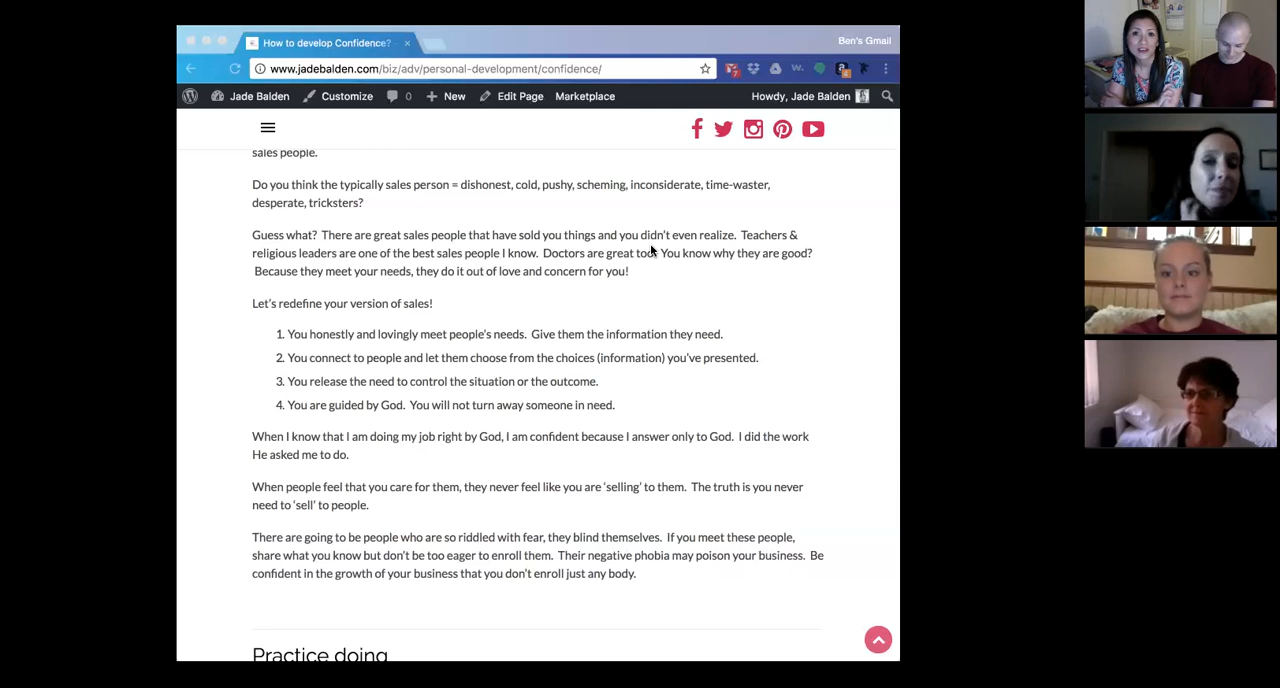 How to develop Confidence?
Ben's Gmail
www.jadebalden.com/biz/adv/personal-development/confidence/
Jade Balden Customize 0 New Edit Page Marketplace Howdy, Jade Balden
sales people.
Do you think the typically sales person = dishonest, cold, pushy, scheming, inconsiderate, time-waster,
desperate, tricksters?
Guess what? There are great sales people that have sold you things and you didn't even realize. Teachers &
religious leaders are one of the best sales people I know. Doctors are great too! You know why they are good?
Because they meet your needs, they do it out of love and concern for you!
Let's redefine your version of sales!
1. You honestly and lovingly meet people's needs. Give them the information they need.
2. You connect to people and let them choose from the choices (information) you've presented.
3. You release the need to control the situation or the outcome.
4. You are guided by God. You will not turn away someone in need.
When I know that I am doing my job right by God, I am confident because I answer only to God. I did the work
He asked me to do.
When people feel that you care for them, they never feel like you are 'selling' to them. The truth is you never
need to 'sell' to people.
There are going to be people who are so riddled with fear, they blind themselves. If you meet these people,
share what you know but don't be too eager to enroll them. Their negative phobia may poison your business. Be
confident in the growth of your business that you don't enroll just any body.
Practice doing